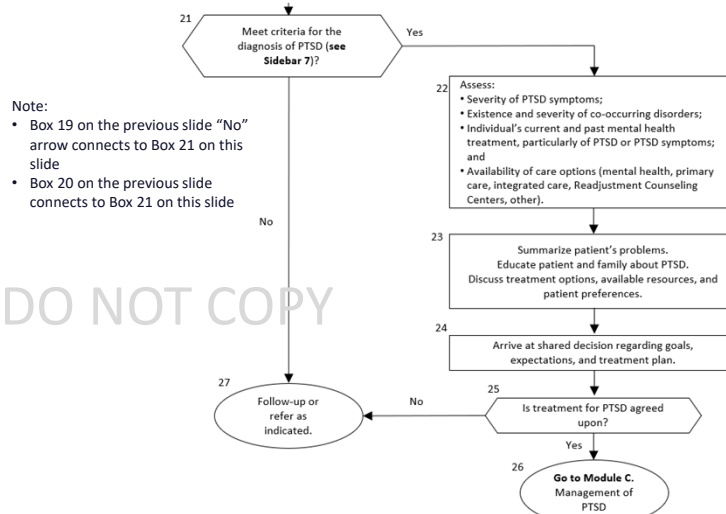 21
Meet criteria for the
diagnosis of PTSD (see
Sidebar 7)?
Yes
22
Assess:
• Severity of PTSD symptoms;
• Existence and severity of co-occurring disorders;
• Individual's current and past mental health
treatment, particularly of PTSD or PTSD symptoms;
and
• Availability of care options (mental health, primary
care, integrated care, Readjustment Counseling
Centers, other).
Note:
• Box 19 on the previous slide "No"
arrow connects to Box 21 on this
slide
• Box 20 on the previous slide
connects to Box 21 on this slide
No
23
Summarize patient's problems.
Educate patient and family about PTSD.
Discuss treatment options, available resources, and
patient preferences.
DO NOT COPY
24
Arrive at shared decision regarding goals,
expectations, and treatment plan.
25
Is treatment for PTSD agreed
upon?
No
27
Follow-up or
refer as
indicated.
Yes
26
Go to Module C.
Management of
PTSD